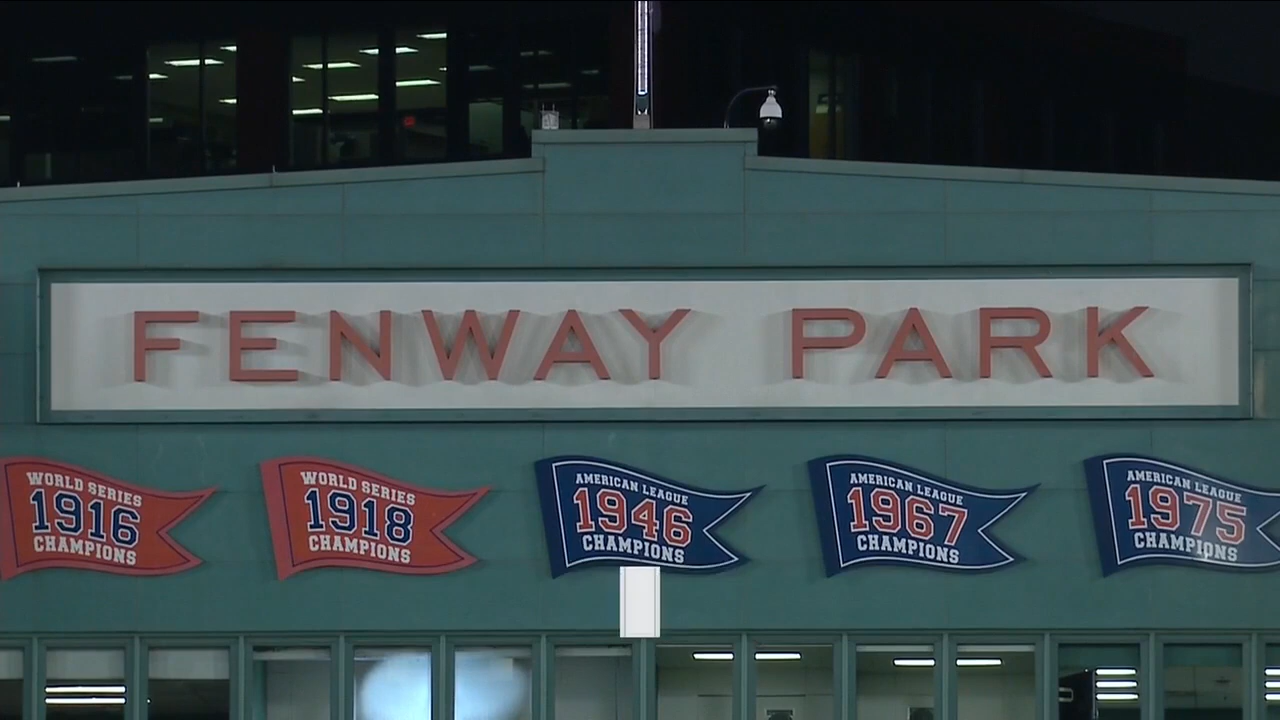 FENWAY PARK
WORLD SERIES
1916
CHAMPIONS
WORLD SERIES
1918
CHAMPIONS
AMERICAN LEAGUE
1946
CHAMPIONS
AMERICAN LEAGUE
1967
CHAMPIONS
AMERICAN LEAGUE
1975
CHAMPIONS